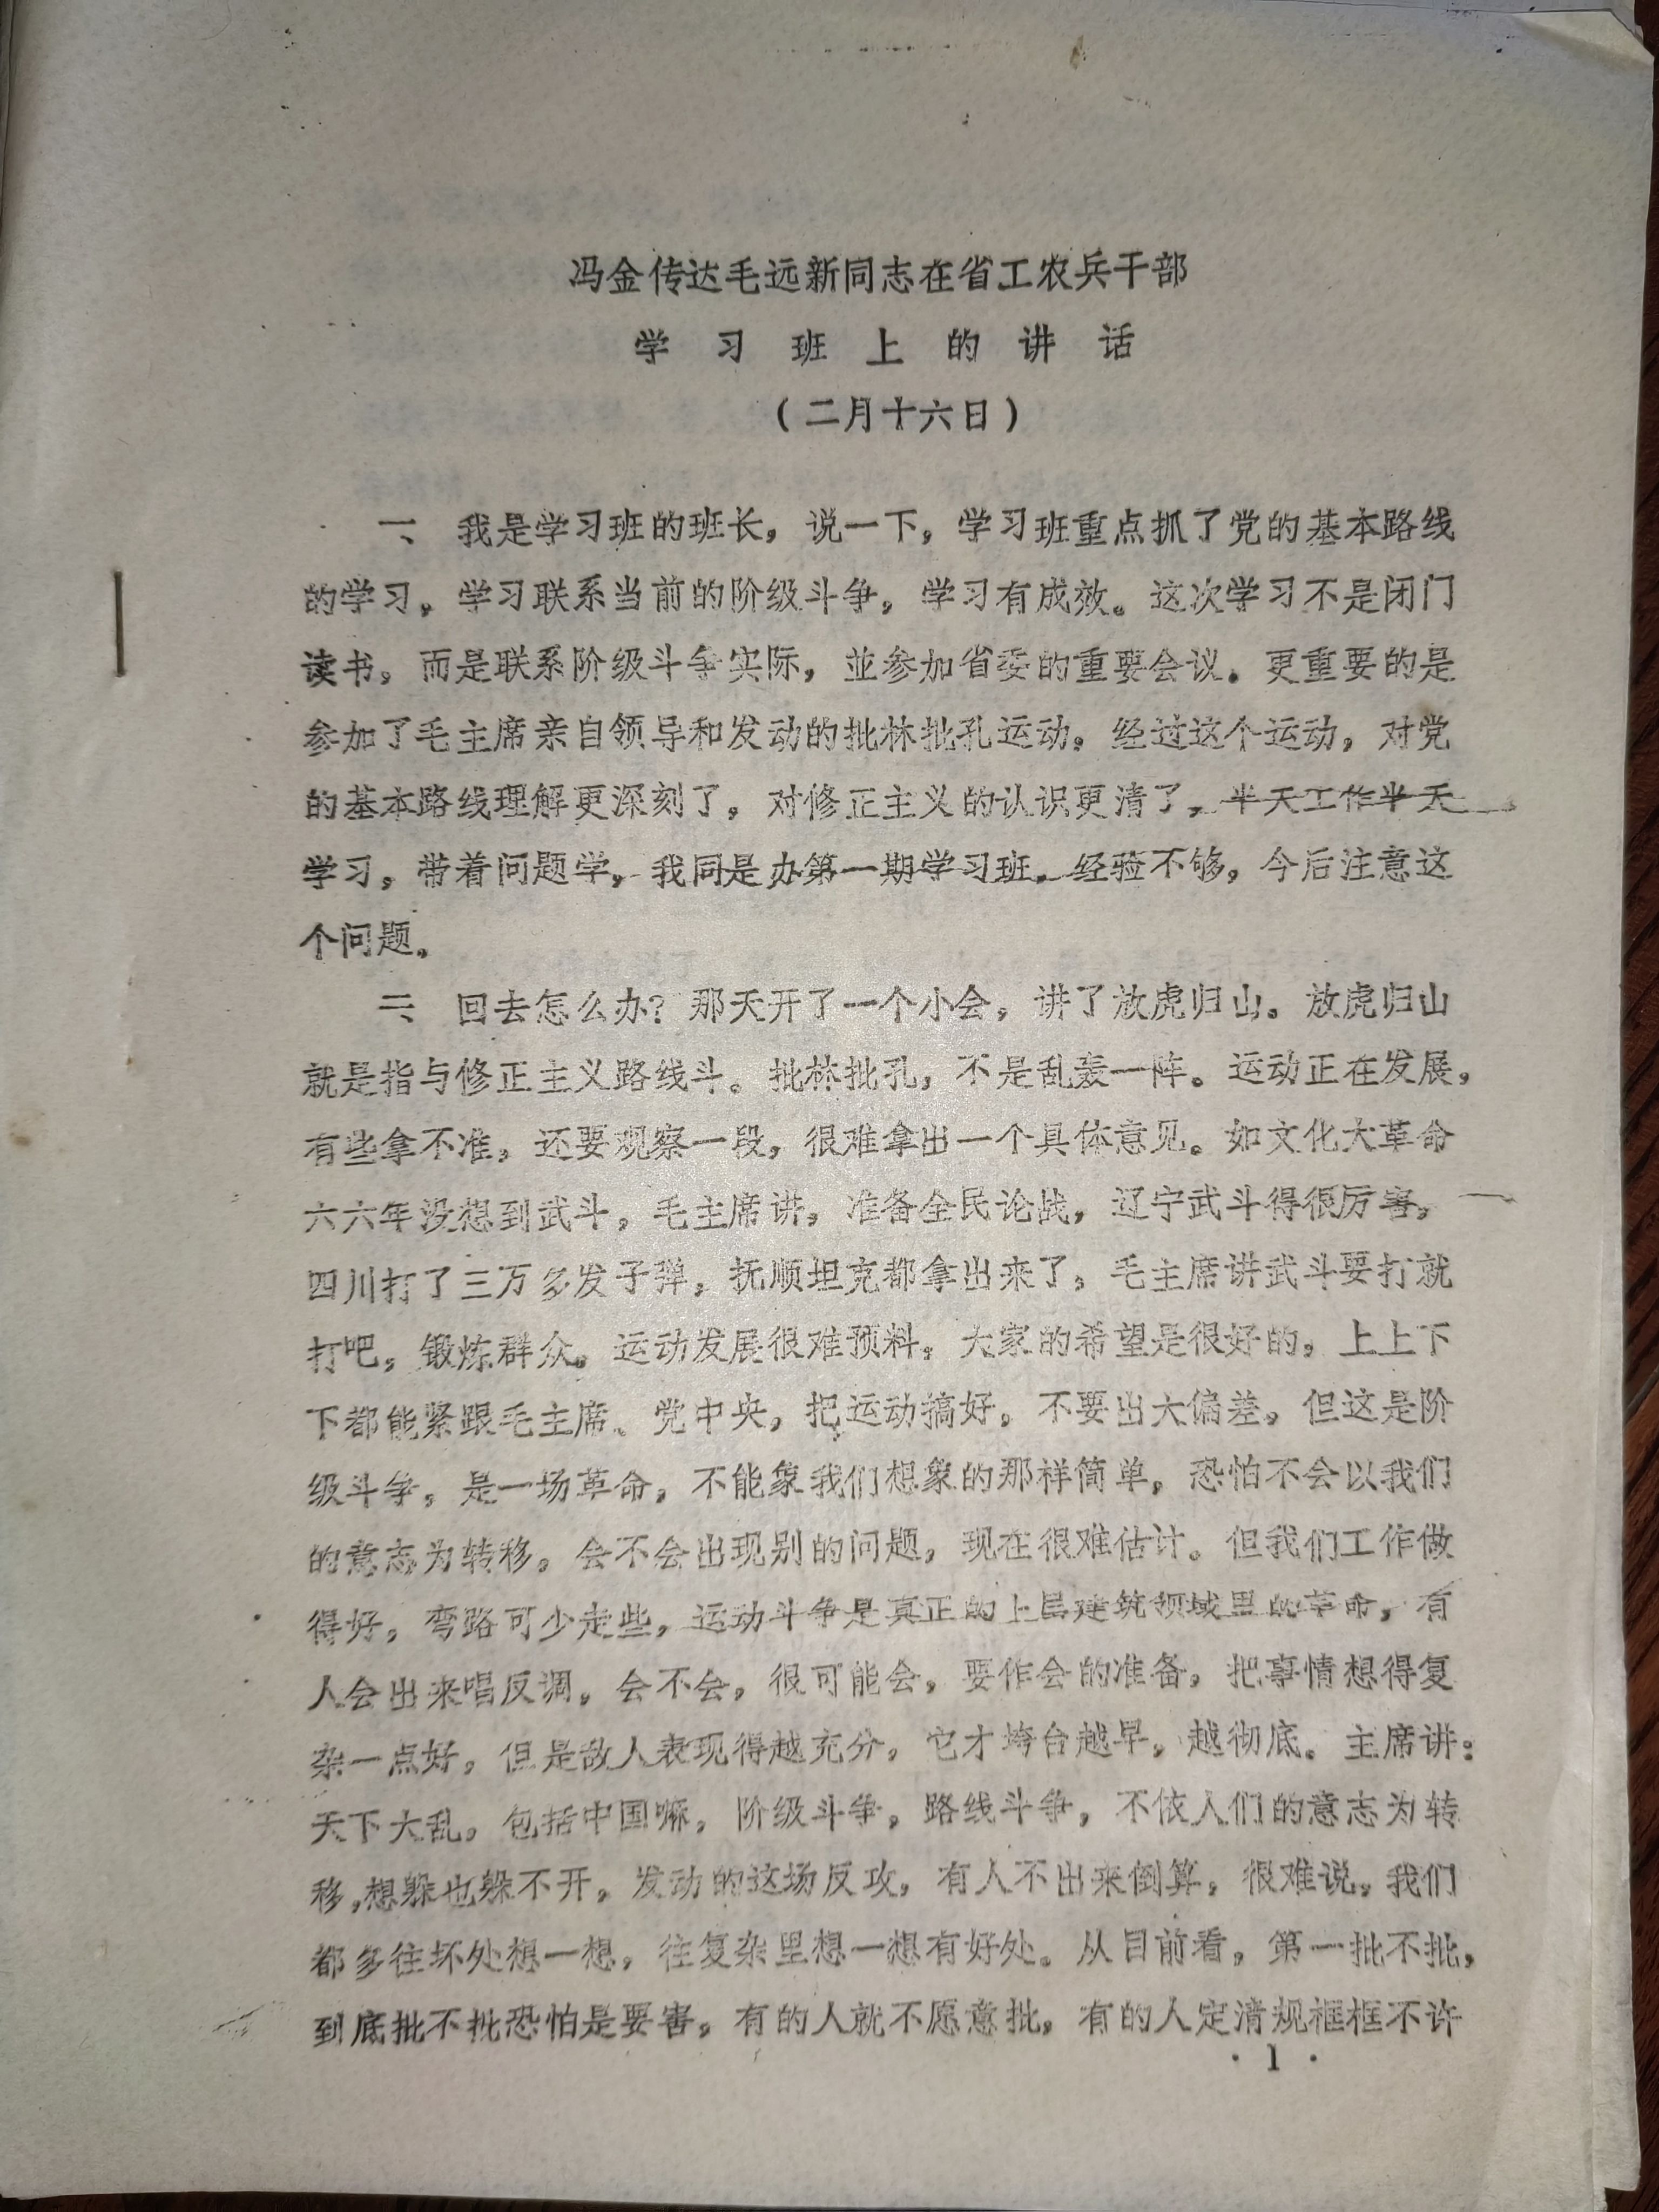 冯金传达毛远新同志在省工农兵干部
学习班上的讲话
(二月十六日)
一、我是学习班的班长，说一下，学习班重点抓了党的基本路线
的学习，学习联系当前的阶级斗争，学习有成效。这次学习不是闭门
读书，而是联系阶级斗争实际，並参加省委的重要会议。更重要的是
参加了毛主席亲自领导和发动的批林批孔运动。经过这个运动，对党
的基本路线理解更深刻了，对修正主义的认识更清了，半天工作半天
学习，带着问题学，我同是办第一期学习班，经验不够，今后注意这
个问题。
二、回去怎么办？那天开了一个小会，讲了放虎归山。放虎归山
就是指与修正主义路线斗。批林批孔，不是乱轰一阵。运动正在发展，
有些拿不准，还要观察一段，很难拿出一个具体意见。如文化大革命
六六年没想到武斗，毛主席讲，准备全民论战，辽宁武斗得很厉害，
四川打了三万多发子弹，抚顺坦克都拿出来了，毛主席讲武斗要打就
打吧，锻炼群众。运动发展很难预料，大家的希望是很好的，上上下
下都能紧跟毛主席、党中央，把运动搞好，不要出大偏差，但这是阶
级斗争，是一场革命，不能象我们想象的那样简单，恐怕不会以我们
的意志为转移。会不会出现别的问题，现在很难估计。但我们工作做
得好，弯路可少走些，运动斗争是真正的上层建筑领域里的革命，有
人会出来唱反调，会不会，很可能会，要作会的准备，把事情想得复
杂一点好，但是敌人表现得越充分，它才垮台越早，越彻底。主席讲：
天下大乱，包括中国嘛，阶级斗争，路线斗争，不依人们的意志为转
移，想躲也躲不开，发动的这场反攻，有人不出来倒算，很难说，我们
都多往坏处想一想，往复杂里想一想有好处。从目前看，第一批不批，
到底批不批恐怕是要害，有的人就不愿意批，有的人定清规框框不许
·1·